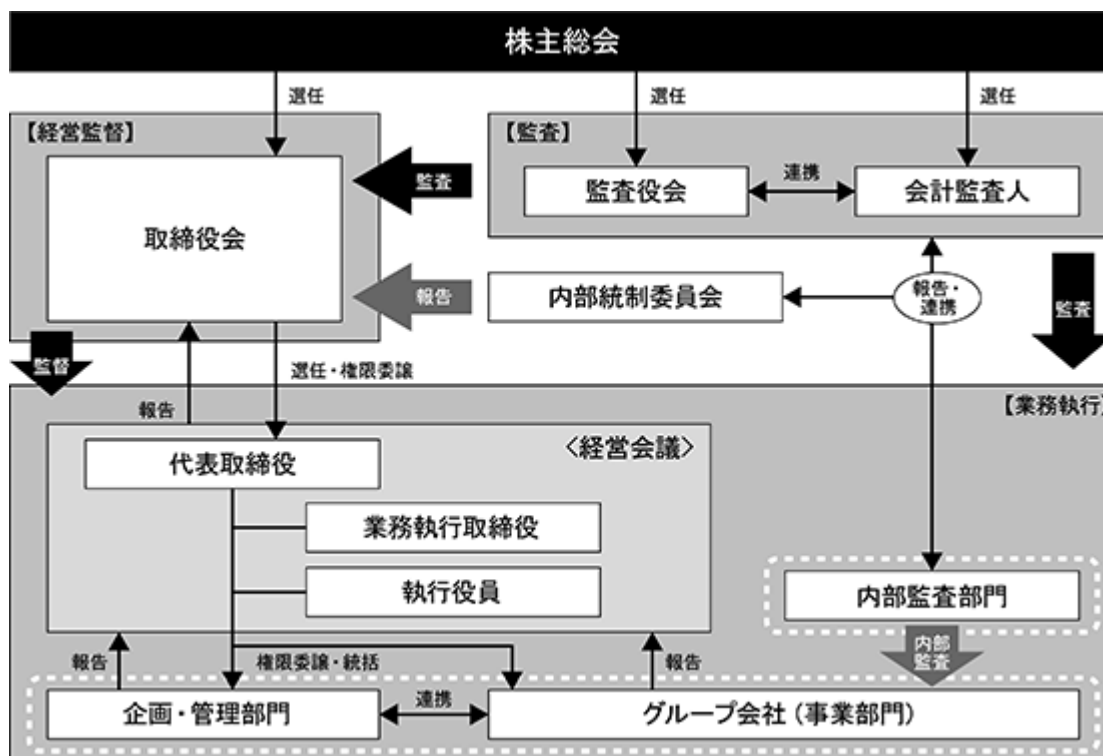 株主総会
選任
選任
選任
【経営監督】
【監査】
取締役会
監査
監査役会
連携
会計監査人
報告
内部統制委員会
報告・
連携
監査
監督
選任・権限委譲
報告
【業務執行】
〈経営会議〉
代表取締役
業務執行取締役
執行役員
内部監査部門
報告
権限委譲・統括
報告
内部
監査
企画・管理部門
連携
グループ会社（事業部門）